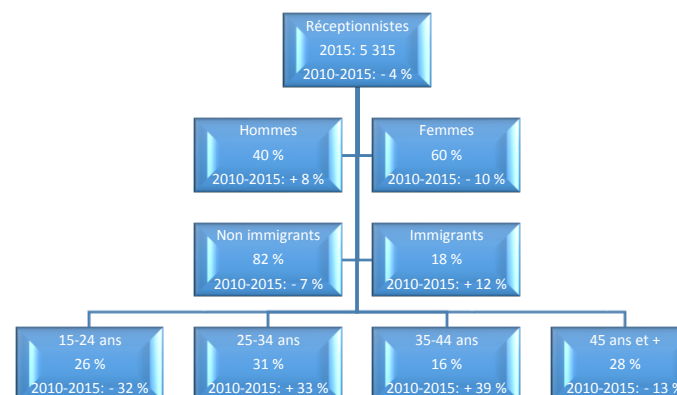 Réceptionnistes
2015: 5 315
2010-2015: - 4 %
Hommes
40 %
2010-2015: + 8 %
Femmes
60 %
2010-2015: - 10 %
Non immigrants
82 %
2010-2015: - 7 %
Immigrants
18 %
2010-2015: + 12 %
15-24 ans
26 %
2010-2015: - 32 %
25-34 ans
31 %
2010-2015: + 33 %
35-44 ans
16 %
2010-2015: + 39 %
45 ans et +
28 %
2010-2015: - 13 %